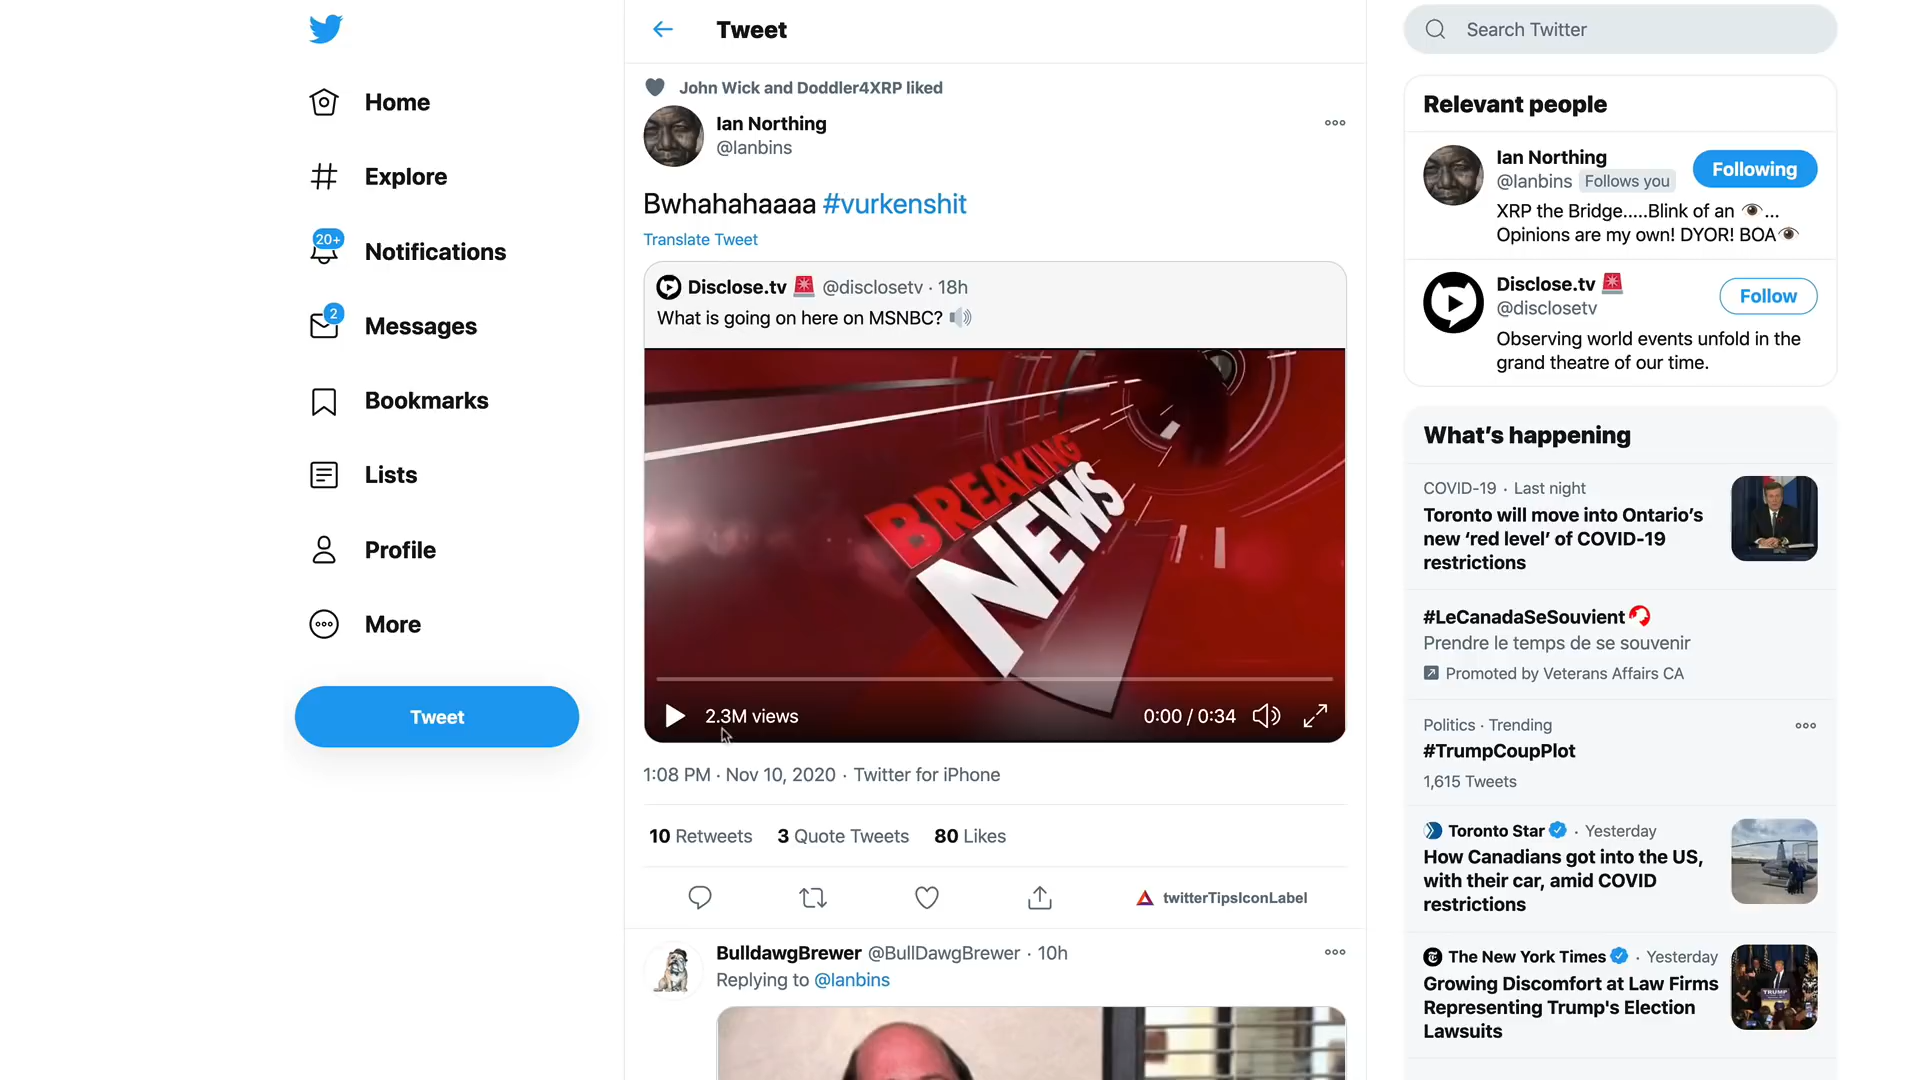 Home
Explore
20+
Notifications
2
Messages
Bookmarks
Lists
Profile
More
Tweet
Tweet
John Wick and Doddler4XRP liked
Ian Northing
@Ianbins
Bwhahahaaaa #vurkenshit
Translate Tweet
Disclose.tv 🚨 @disclosetv · 18h
What is going on here on MSNBC? 🔊
BREAKING
NEWS
2.3M views
0:00 / 0:34
1:08 PM · Nov 10, 2020 · Twitter for iPhone
10 Retweets 3 Quote Tweets 80 Likes
twitterTipsIconLabel
BulldawgBrewer @BullDawgBrewer · 10h
Replying to @Ianbins
Search Twitter
Relevant people
Ian Northing
@Ianbins Follows you
Following
XRP the Bridge.....Blink of an 👁...
Opinions are my own! DYOR! BOA👁
Disclose.tv 🚨
@disclosetv
Follow
Observing world events unfold in the
grand theatre of our time.
What's happening
COVID-19 · Last night
Toronto will move into Ontario's
new 'red level' of COVID-19
restrictions
#LeCanadaSeSouvient
Prendre le temps de se souvenir
Promoted by Veterans Affairs CA
Politics · Trending
#TrumpCoupPlot
1,615 Tweets
Toronto Star · Yesterday
How Canadians got into the US,
with their car, amid COVID
restrictions
The New York Times · Yesterday
Growing Discomfort at Law Firms
Representing Trump's Election
Lawsuits
TRUMP